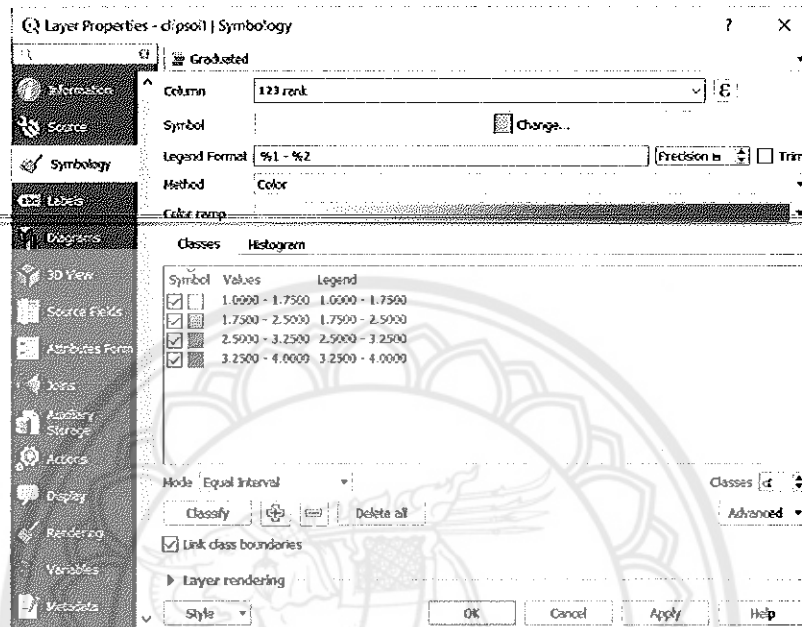 Layer Properties - clipsoil | Symbology ? ×
Graduated
Information
Column 123 rank ε
Source
Symbol Change...
Symbology
Legend Format %1 - %2 Precision Trim
Method Color
Labels
Color ramp
Diagrams
Classes Histogram
3D View
Symbol Values Legend
1.0000 - 1.7500 1.0000 - 1.7500
Source Fields
1.7500 - 2.5000 1.7500 - 2.5000
2.5000 - 3.2500 2.5000 - 3.2500
Attributes Form
3.2500 - 4.0000 3.2500 - 4.0000
Joins
Auxiliary
Storage
Actions
Mode Equal Interval Classes
Display
Classify Delete all Advanced
Rendering
Link class boundaries
Variables
Layer rendering
Metadata
Style OK Cancel Apply Help